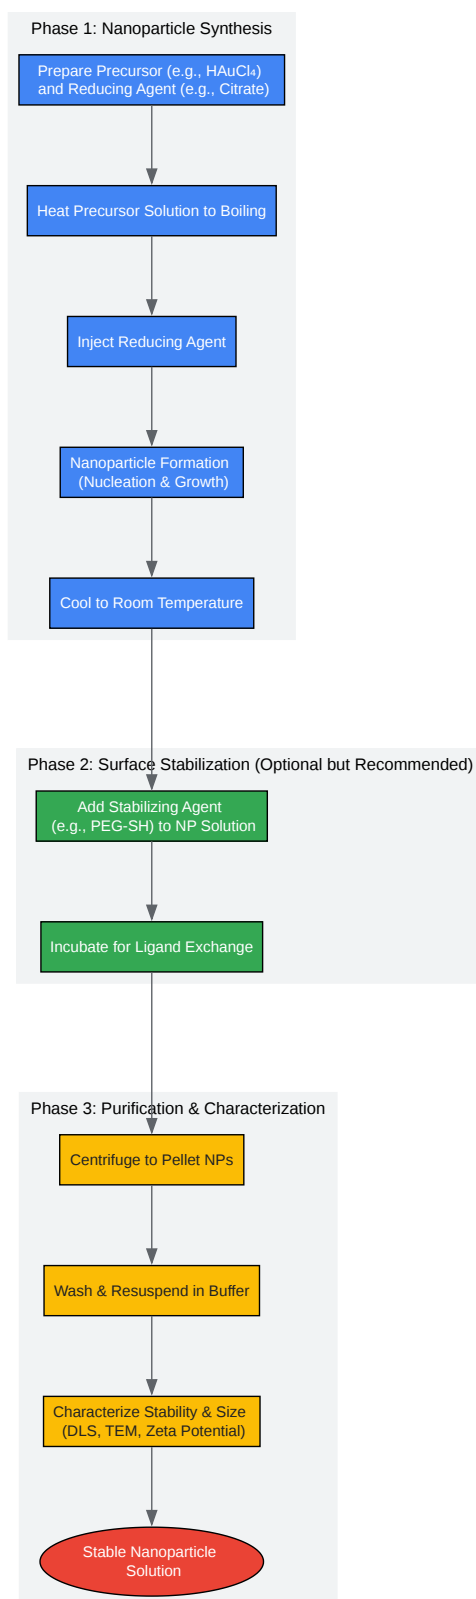 Phase 1: Nanoparticle Synthesis
Prepare Precursor (e.g., HAuCl₄)
and Reducing Agent (e.g., Citrate)
Heat Precursor Solution to Boiling
Inject Reducing Agent
Nanoparticle Formation
(Nucleation & Growth)
Cool to Room Temperature
Phase 2: Surface Stabilization (Optional but Recommended)
Add Stabilizing Agent
(e.g., PEG-SH) to NP Solution
Incubate for Ligand Exchange
Phase 3: Purification & Characterization
Centrifuge to Pellet NPs
Wash & Resuspend in Buffer
Characterize Stability & Size
(DLS, TEM, Zeta Potential)
Stable Nanoparticle
Solution